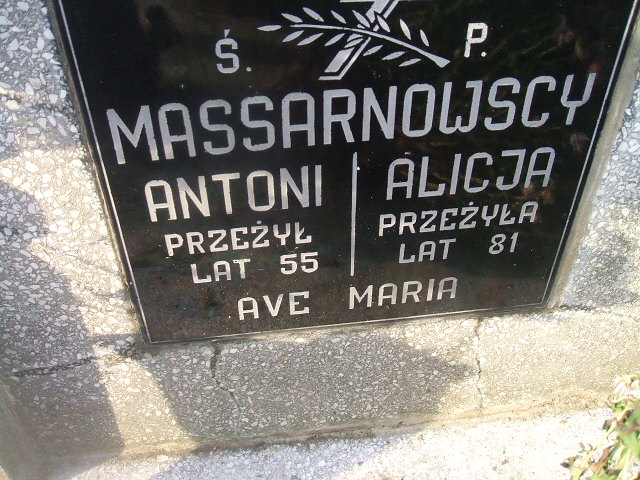 Ś. P.
MASSARNOWSCY
ANTONI
PRZEŻYŁ
LAT 55
ALICJA
PRZEŻYŁA
LAT 81
AVE MARIA